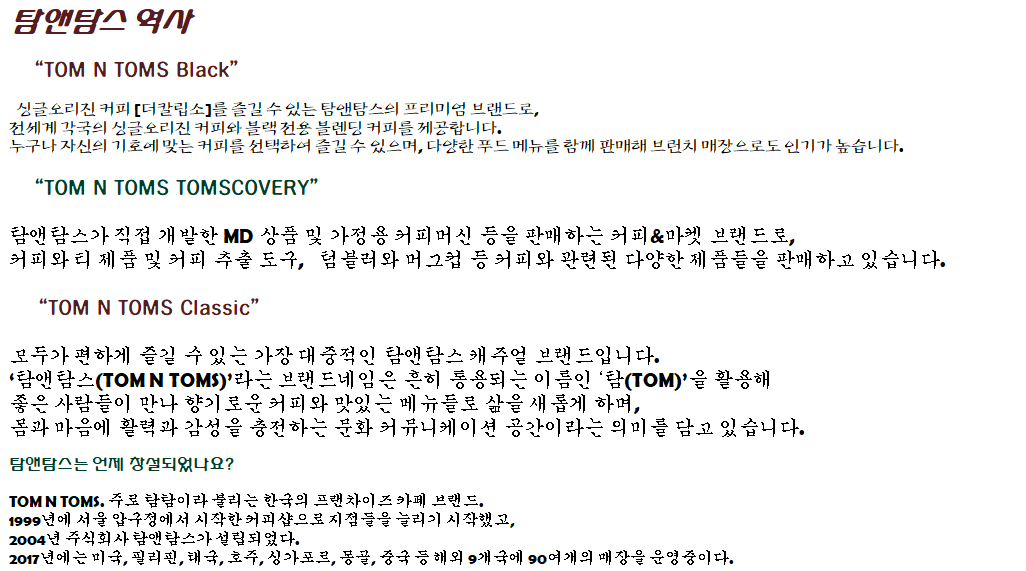 탐앤탐스 역사
“TOM N TOMS Black”
싱글오리진 커피 [더칼립소]를 즐길 수 있는 탐앤탐스의 프리미엄 브랜드로,
전세계 각국의 싱글오리진 커피와 블랙 전용 블렌딩 커피를 제공합니다.
누구나 자신의 기호에 맞는 커피를 선택하여 즐길 수 있으며, 다양한 푸드 메뉴를 함께 판매해 브런치 매장으로도 인기가 높습니다.
“TOM N TOMS TOMSCOVERY”
탐앤탐스가 직접 개발한 MD 상품 및 가정용 커피머신 등을 판매하는 커피&마켓 브랜드로,
커피와 티 제품 및 커피 추출 도구, 텀블러와 머그컵 등 커피와 관련된 다양한 제품들을 판매하고 있습니다.
“TOM N TOMS Classic”
모두가 편하게 즐길 수 있는 가장 대중적인 탐앤탐스 캐주얼 브랜드입니다.
‘탐앤탐스(TOM N TOMS)’라는 브랜드네임은 흔히 통용되는 이름인 ‘탐(TOM)’을 활용해
좋은 사람들이 만나 향기로운 커피와 맛있는 메뉴들로 삶을 새롭게 하며,
몸과 마음에 활력과 감성을 충전하는 문화 커뮤니케이션 공간이라는 의미를 담고 있습니다.
탐앤탐스는 언제 창설되었나요?
TOM N TOMS. 주로 탐탐이라 불리는 한국의 프랜차이즈 카페 브랜드.
1999년에 서울 압구정에서 시작한 커피샵으로 지점들을 늘리기 시작했고,
2004년 주식회사 탐앤탐스가 설립되었다.
2017년에는 미국, 필리핀, 태국, 호주, 싱가포르, 몽골, 중국 등 해외 9개국에 90여개의 매장을 운영중이다.